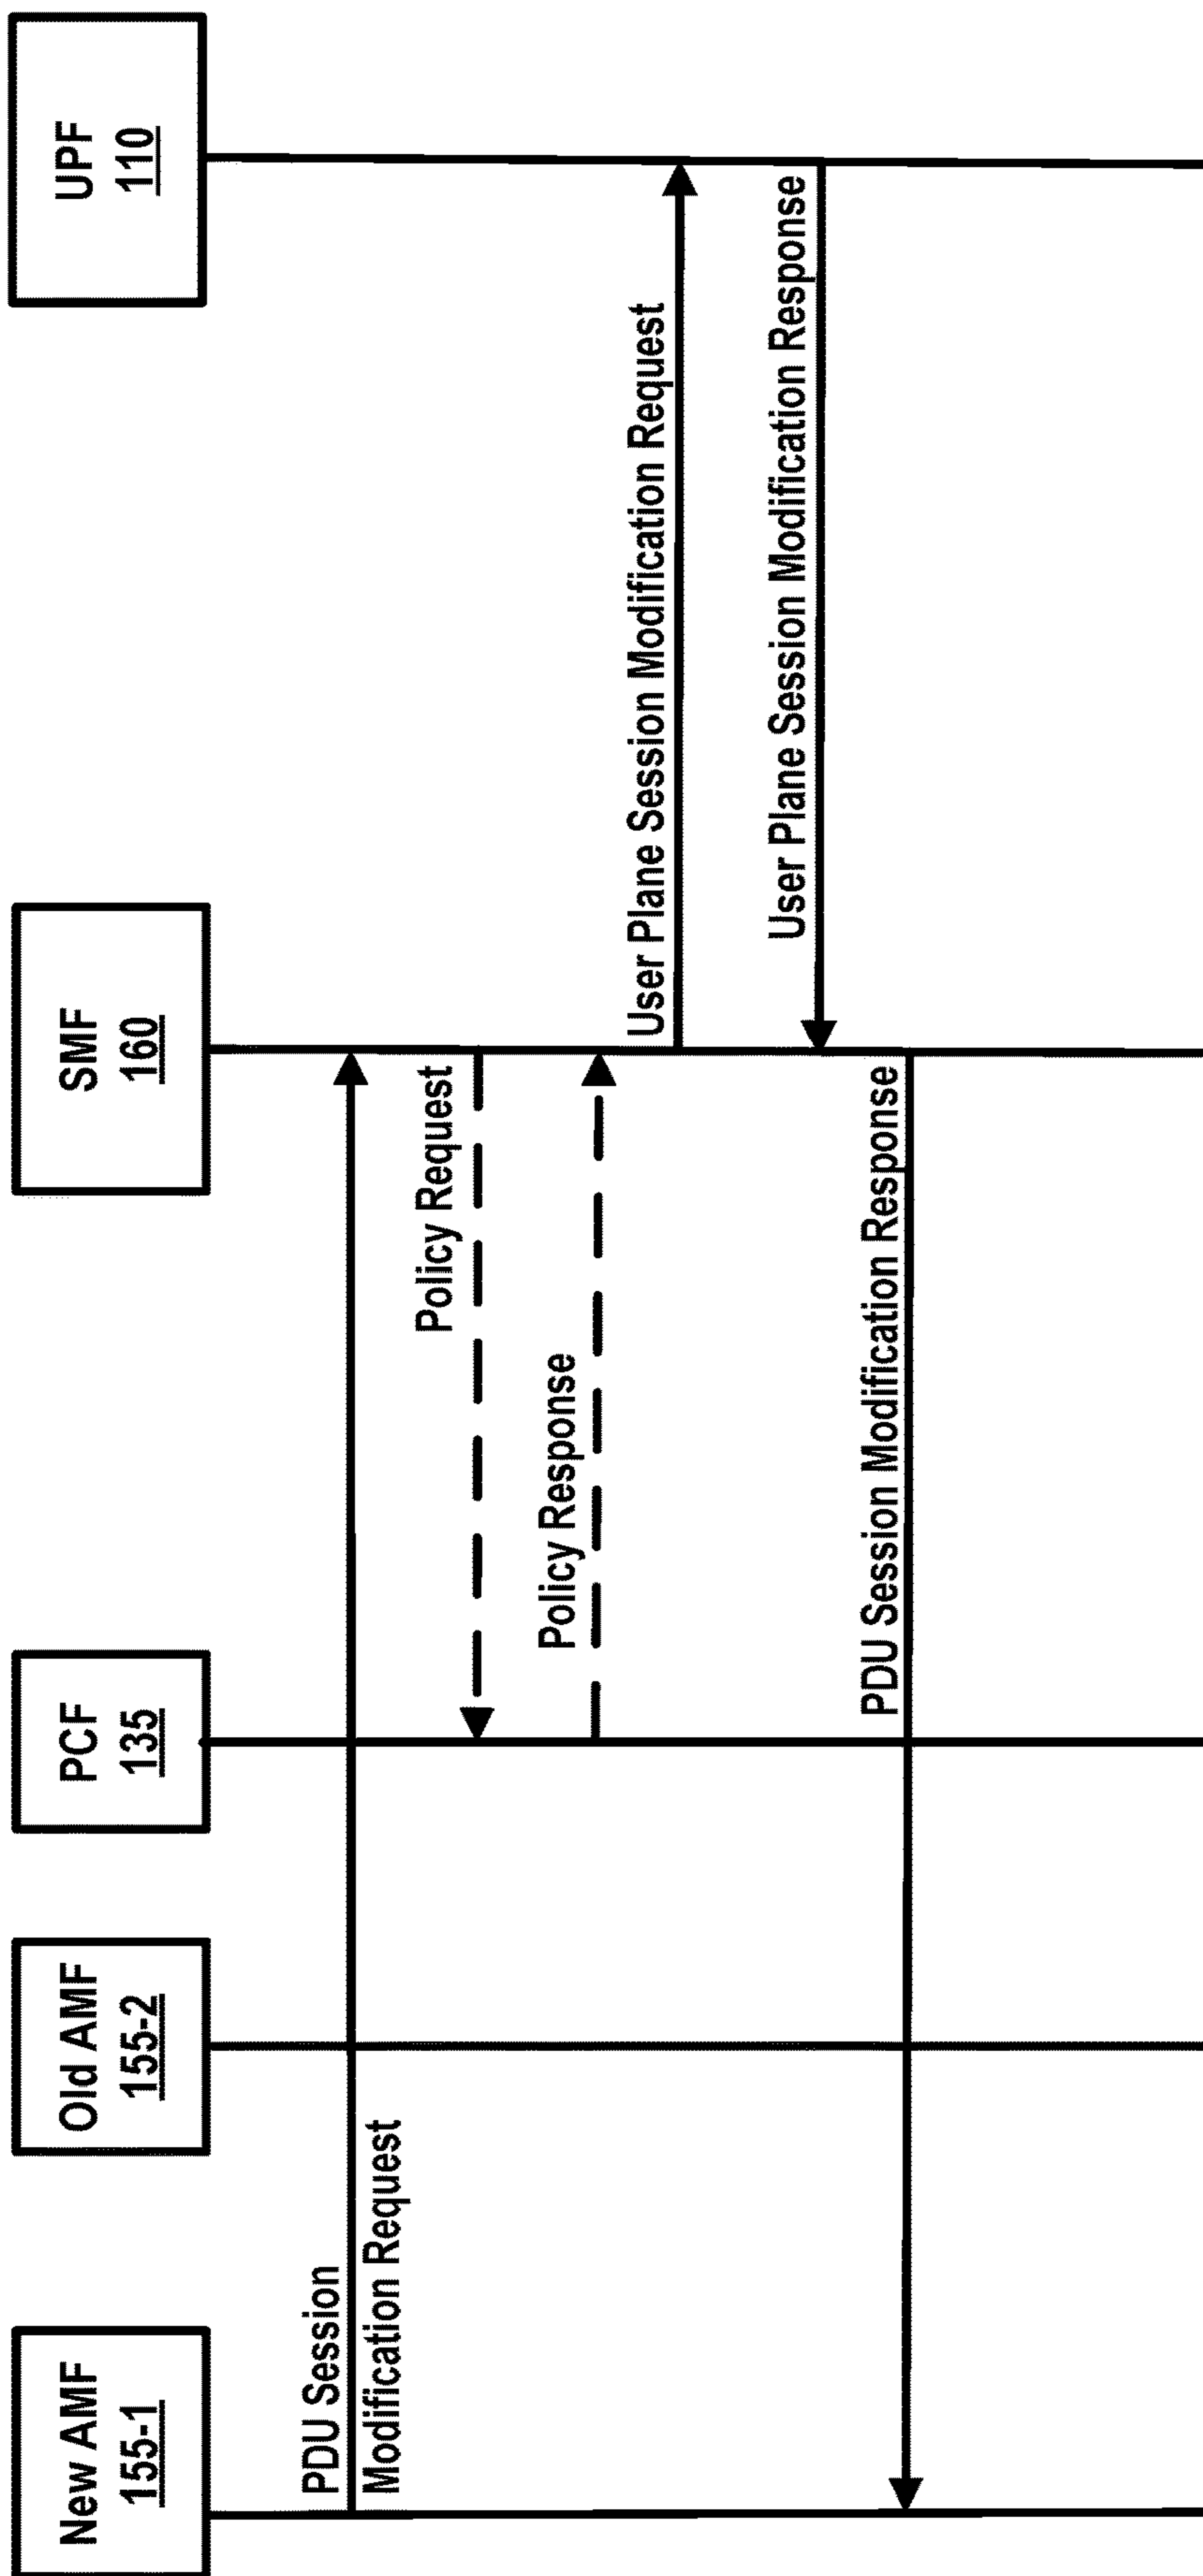 New AMF
155-1
Old AMF
155-2
PCF
135
SMF
160
UPF
110
PDU Session
Modification Request
Policy Request
Policy Response
User Plane Session Modification Request
User Plane Session Modification Response
PDU Session Modification Response